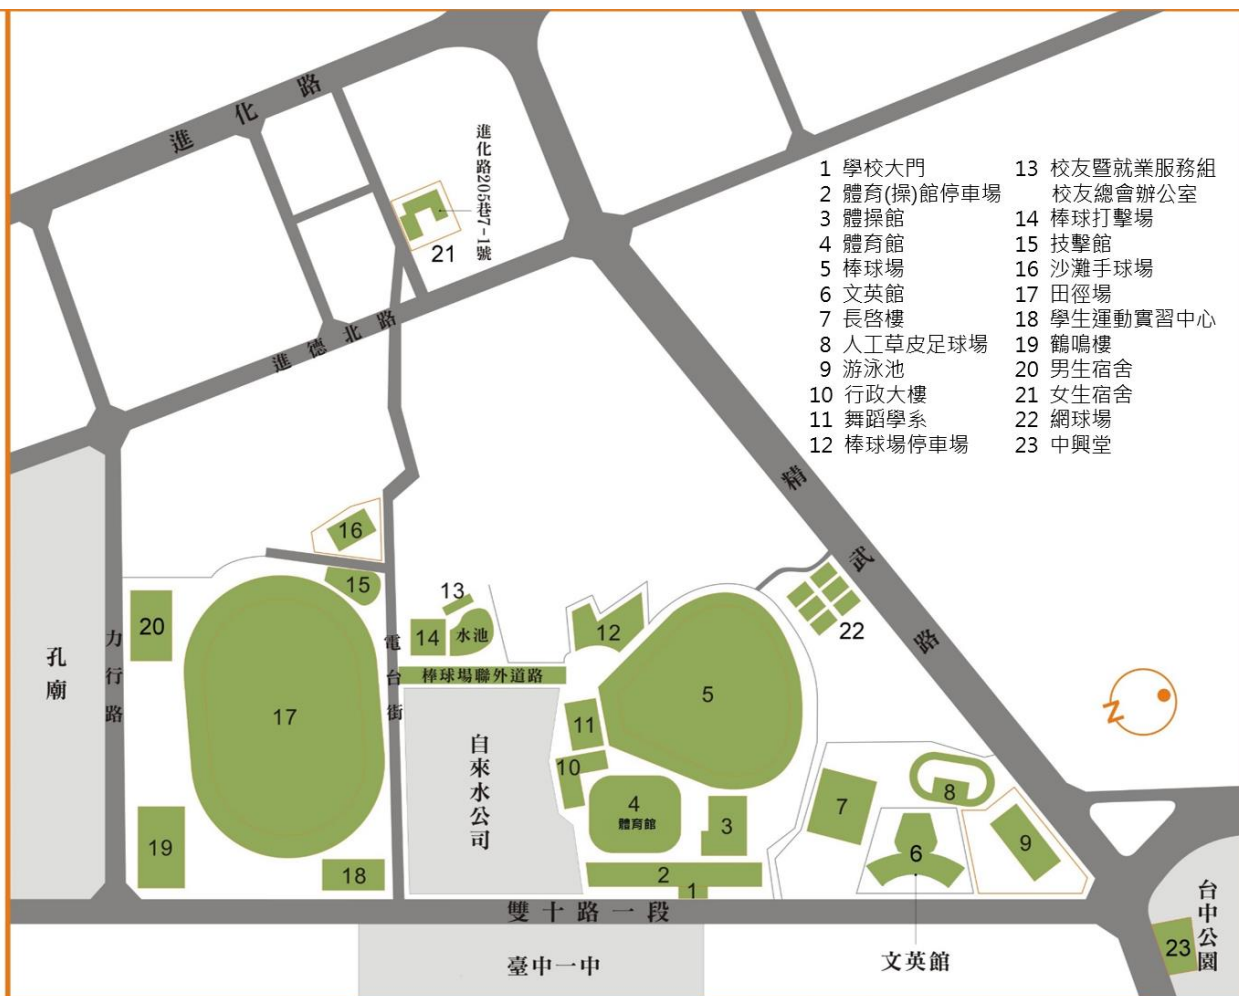 進化路
進化路205巷7-1號
21
進德北路
1 學校大門
2 體育(操)館停車場
3 體操館
4 體育館
5 棒球場
6 文英館
7 長啓樓
8 人工草皮足球場
9 游泳池
10 行政大樓
11 舞蹈學系
12 棒球場停車場
13 校友暨就業服務組
校友總會辦公室
14 棒球打擊場
15 技擊館
16 沙灘手球場
17 田徑場
18 學生運動實習中心
19 鶴鳴樓
20 男生宿舍
21 女生宿舍
22 網球場
23 中興堂
精武路
16
15
13
14
水池
12
22
20
力行路
孔廟
電台街
棒球場聯外道路
17
5
11
10
自來水公司
4
體育館
3
7
8
9
6
19
18
2
1
雙十路一段
臺中一中
文英館
23
台中公園
N